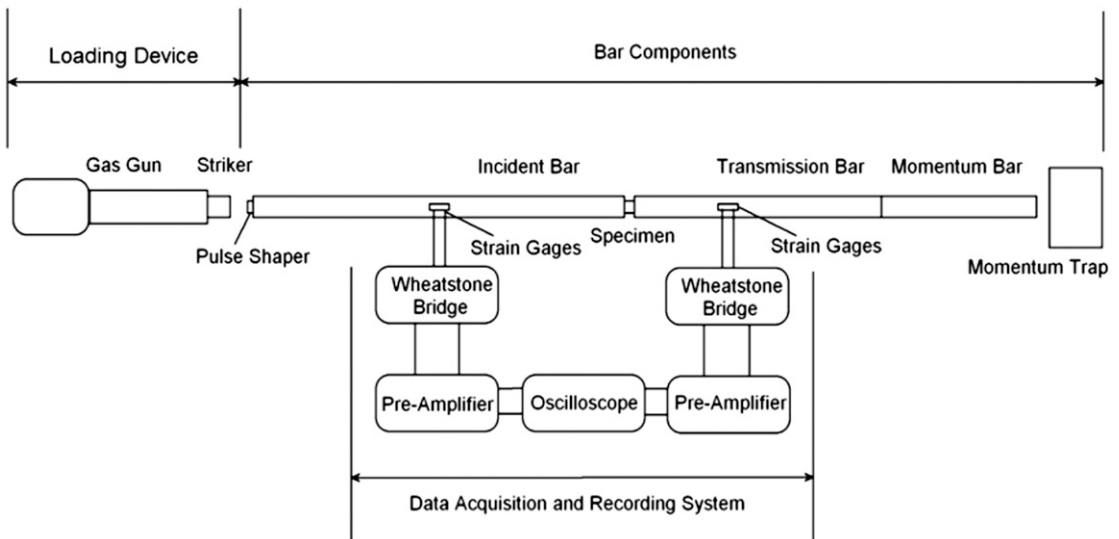 Loading Device
Bar Components
Gas Gun
Striker
Incident Bar
Transmission Bar
Momentum Bar
Pulse Shaper
Strain Gages
Specimen
Strain Gages
Momentum Trap
Wheatstone
Bridge
Wheatstone
Bridge
Pre-Amplifier
Oscilloscope
Pre-Amplifier
Data Acquisition and Recording System